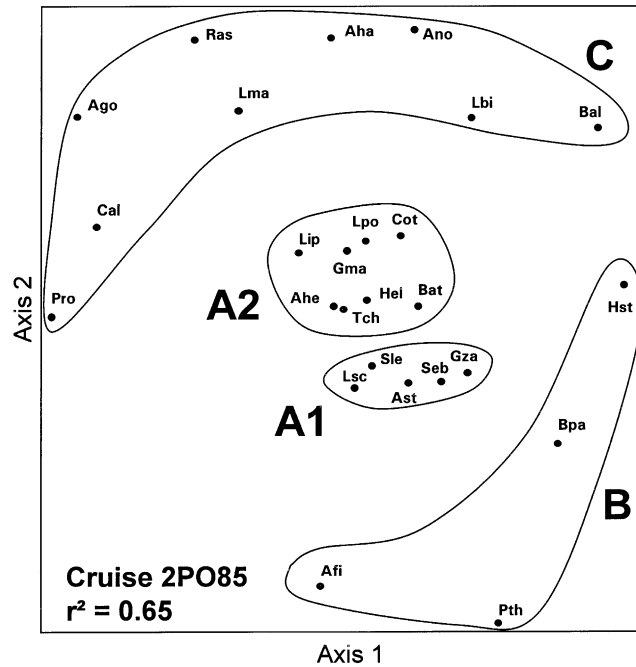 Ras
Aha
Ano
C
Ago
Lma
Lbi
Bal
Cal
Lip
Lpo
Cot
Gma
Pro
Axis 2
A2
Ahe
Tch
Hei
Bat
Hst
Sle
Seb
Gza
Lsc
Ast
A1
Bpa
B
Afi
Pth
Cruise 2PO85
r² = 0.65
Axis 1